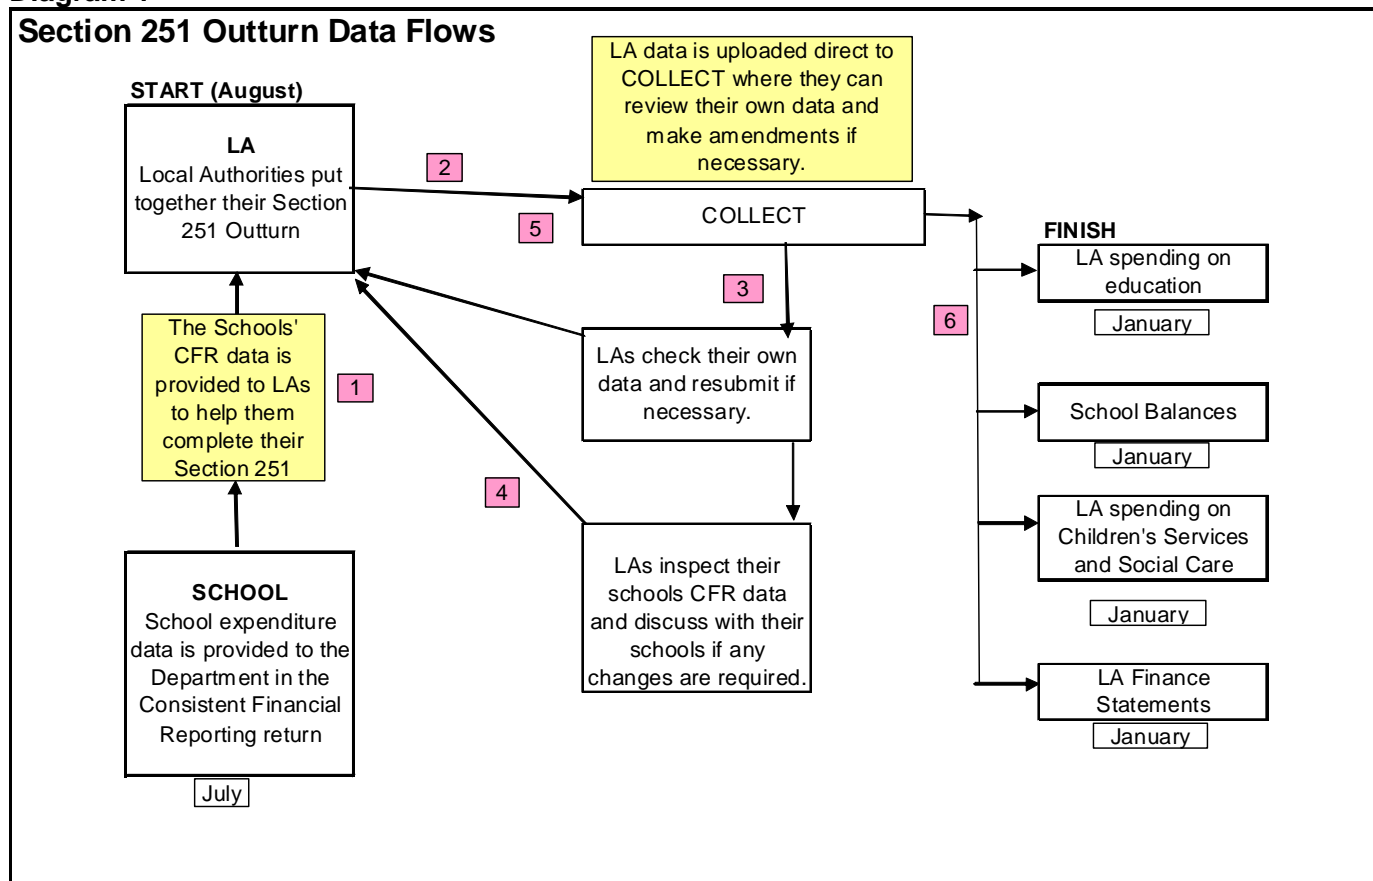 Section 251 Outturn Data Flows
START (August)
LA
Local Authorities put
together their Section
251 Outturn
The Schools'
CFR data is
provided to LAs
to help them
complete their
Section 251
1
SCHOOL
School expenditure
data is provided to the
Department in the
Consistent Financial
Reporting return
July
2
5
LA data is uploaded direct to
COLLECT where they can
review their own data and
make amendments if
necessary.
COLLECT
3
LAs check their own
data and resubmit if
necessary.
4
LAs inspect their
schools CFR data
and discuss with their
schools if any
changes are required.
6
FINISH
LA spending on
education
January
School Balances
January
LA spending on
Children's Services
and Social Care
January
LA Finance
Statements
January